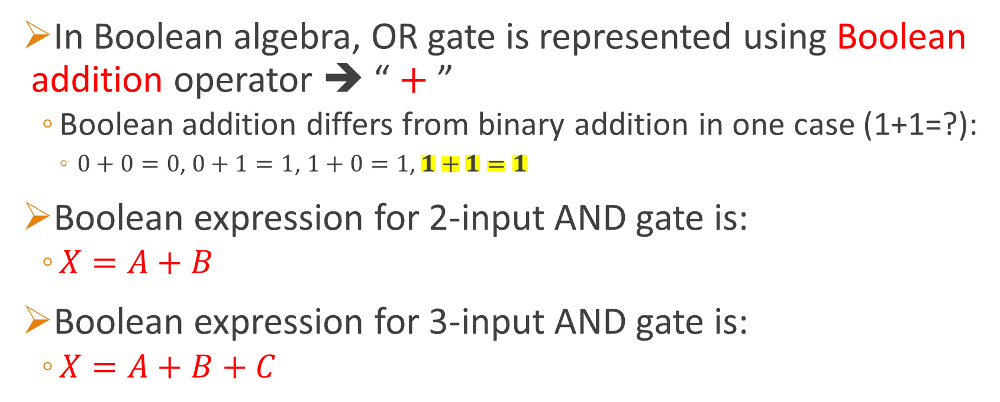 ➢In Boolean algebra, OR gate is represented using Boolean
addition operator ➔ “ + ”
◦ Boolean addition differs from binary addition in one case (1+1=?):
◦ 0 + 0 = 0, 0 + 1 = 1, 1 + 0 = 1, 1 + 1 = 1
➢Boolean expression for 2-input AND gate is:
◦ X = A + B
➢Boolean expression for 3-input AND gate is:
◦ X = A + B + C